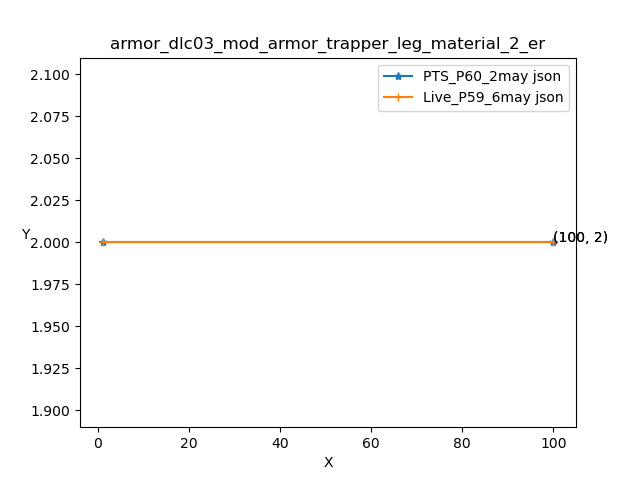 armor_dlc03_mod_armor_trapper_leg_material_2_er
PTS_P60_2may json
Live_P59_6may json
2.100
2.075
2.050
2.025
2.000
1.975
1.950
1.925
1.900
Y
(100, 2)
0 20 40 60 80 100
X